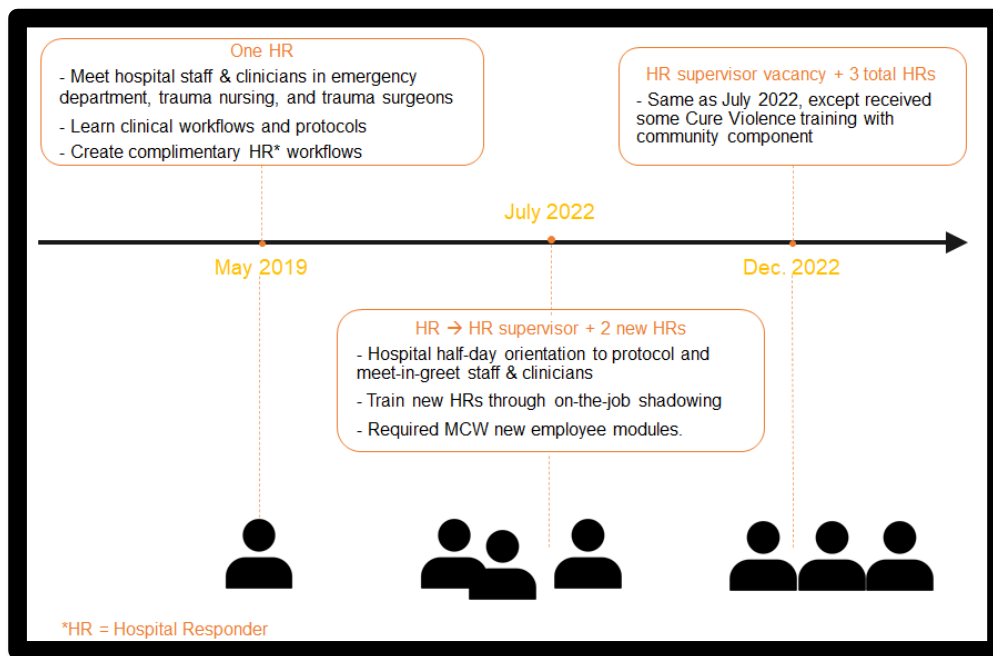 One HR
- Meet hospital staff & clinicians in emergency
department, trauma nursing, and trauma surgeons
- Learn clinical workflows and protocols
- Create complimentary HR* workflows
HR supervisor vacancy + 3 total HRs
- Same as July 2022, except received
some Cure Violence training with
community component
July 2022
May 2019
Dec. 2022
HR → HR supervisor + 2 new HRs
- Hospital half-day orientation to protocol and
meet-in-greet staff & clinicians
- Train new HRs through on-the-job shadowing
- Required MCW new employee modules.
*HR = Hospital Responder